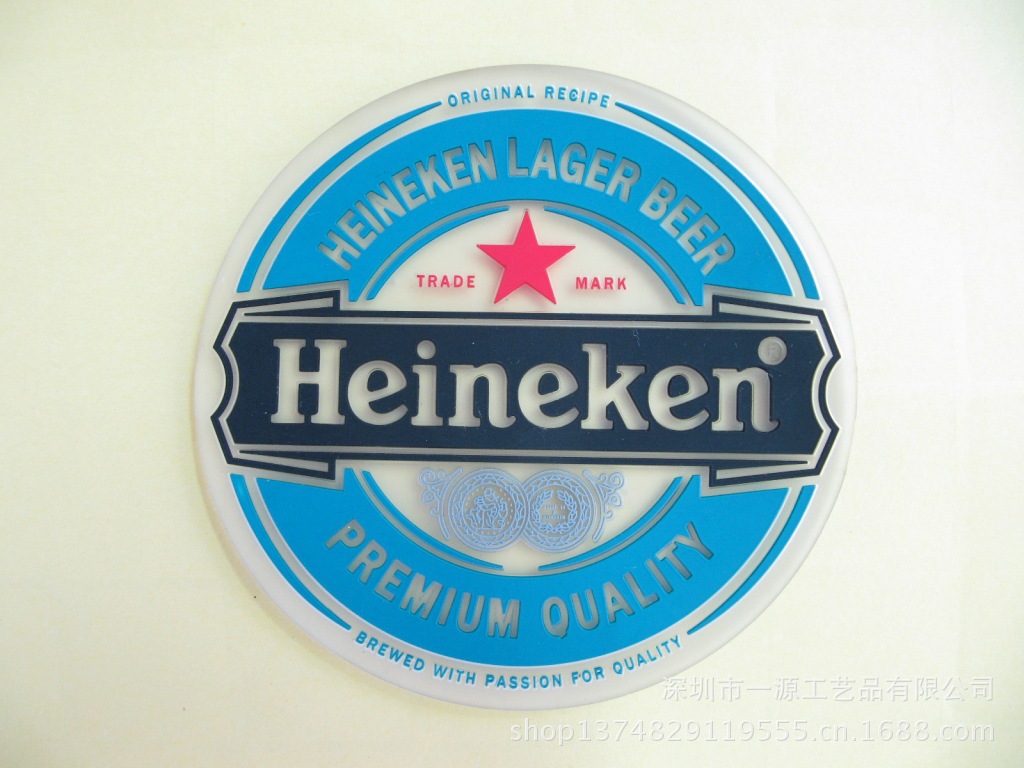 ORIGINAL RECIPE
HEINEKEN LAGER BEER
TRADE MARK
Heineken
PREMIUM QUALITY
BREWED WITH PASSION FOR QUALITY
深圳市一源工艺品有限公司
shop1374829119555.cn.1688.com